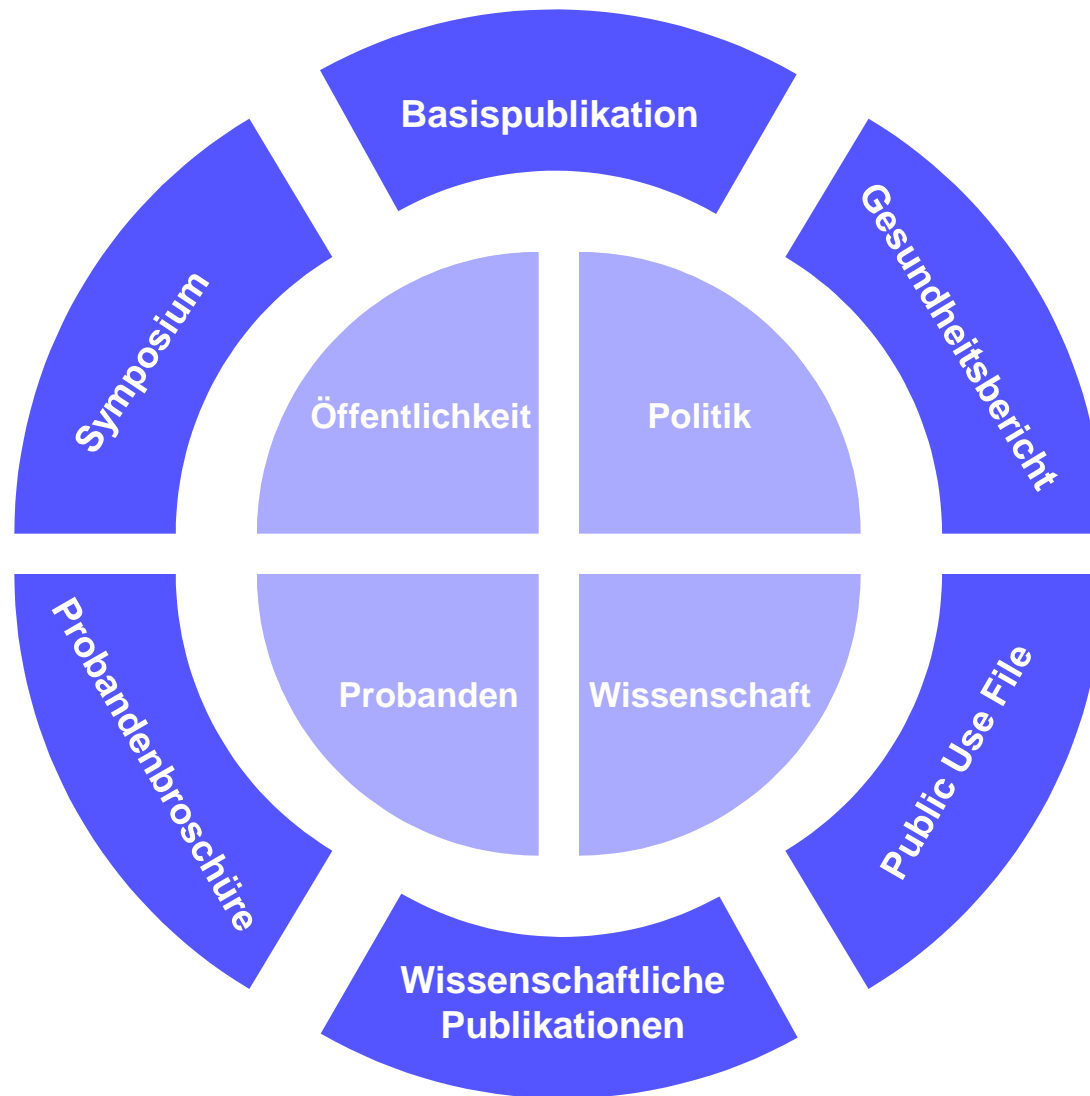 Basispublikation
Gesundheitsbericht
Symposium
Öffentlichkeit
Politik
Probandenbroschüre
Probanden
Wissenschaft
Public Use File
Wissenschaftliche
Publikationen